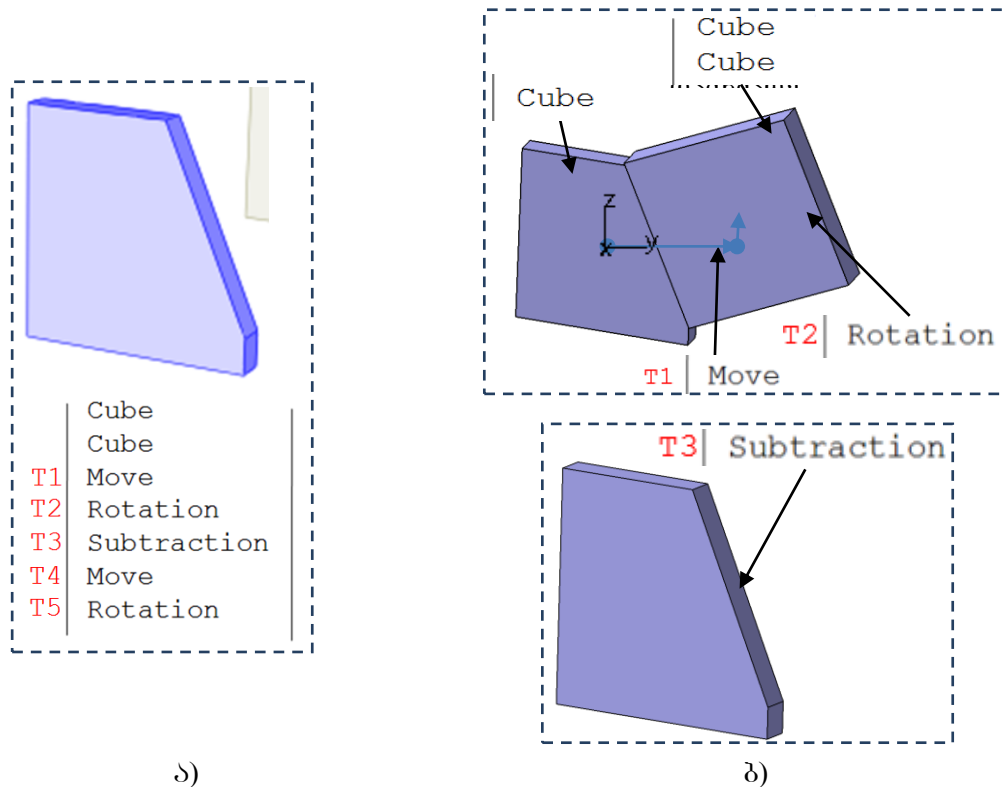 Cube
Cube
T1 Move
T2 Rotation
T3 Subtraction
T4 Move
T5 Rotation
ა)
Cube
Cube
Cube
z
x y
T2 Rotation
T1 Move
T3 Subtraction
ბ)